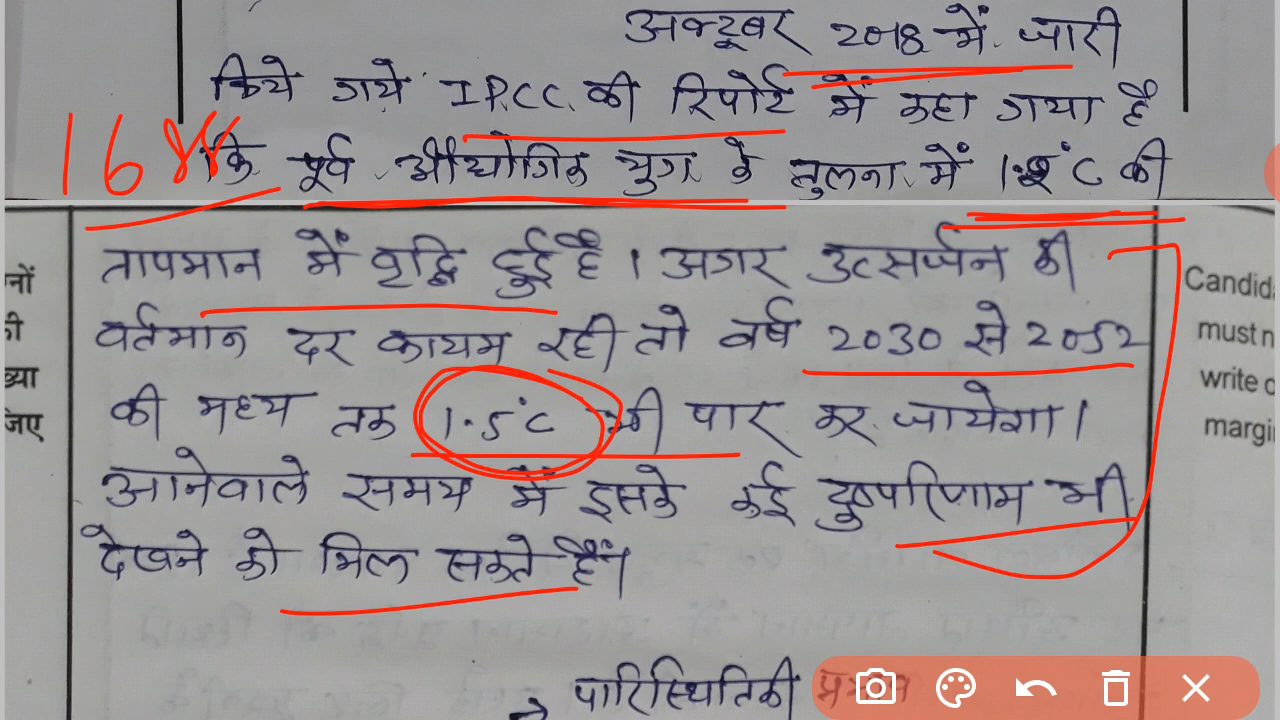 अक्टूबर 2018 में जारी
किये गये IPCC. की रिपोर्ट में कहा गया है
16
कि पूर्व औद्योगिक युग के तुलना में 1.2°C की
तापमान में वृद्धि हुई है। अगर उत्सर्जन की
वर्तमान दर कायम रही तो वर्ष 2030 से 2052
की मध्य तक 1.5°C भी पार कर जायेगा।
आनेवाले समय में इसके कई दुष्परिणाम भी
देखने को मिल सकते हैं।
→ पारिस्थितिकी
नों
की
ख्या
जिए
Candid
must n
write o
margi